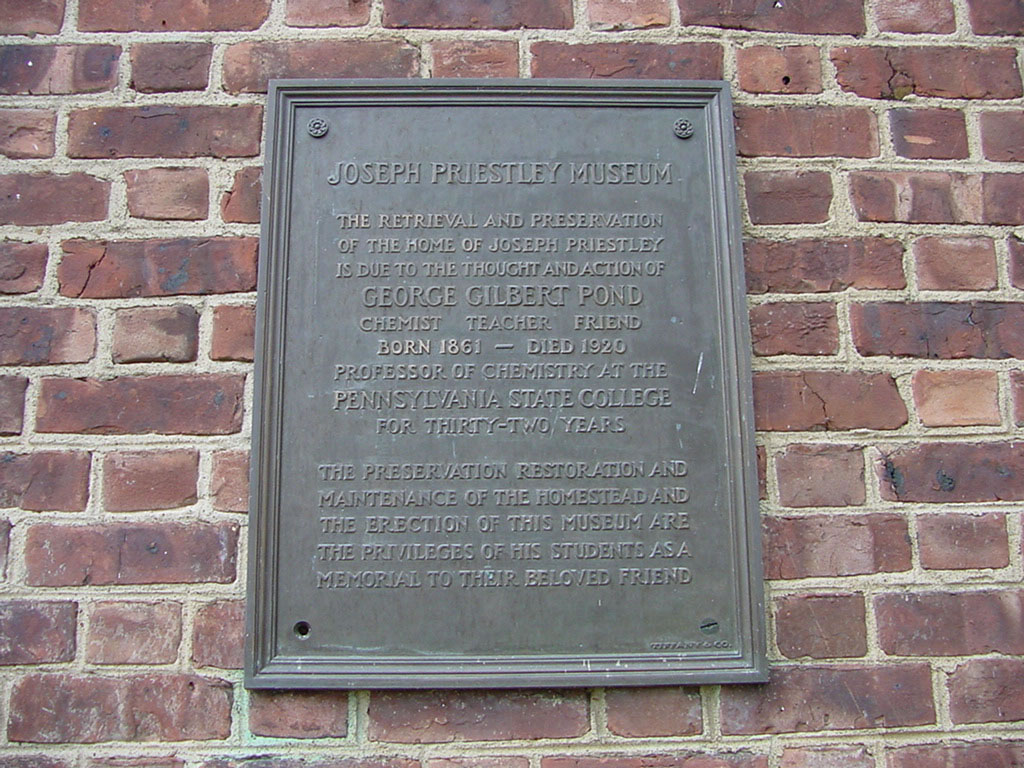 JOSEPH PRIESTLEY MUSEUM
THE RETRIEVAL AND PRESERVATION
OF THE HOME OF JOSEPH PRIESTLEY
IS DUE TO THE THOUGHT AND ACTION OF
GEORGE GILBERT POND
CHEMIST TEACHER FRIEND
BORN 1861 — DIED 1920
PROFESSOR OF CHEMISTRY AT THE
PENNSYLVANIA STATE COLLEGE
FOR THIRTY-TWO YEARS
THE PRESERVATION RESTORATION AND
MAINTENANCE OF THE HOMESTEAD AND
THE ERECTION OF THIS MUSEUM ARE
THE PRIVILEGES OF HIS STUDENTS AS A
MEMORIAL TO THEIR BELOVED FRIEND
TIFFANY & CO.